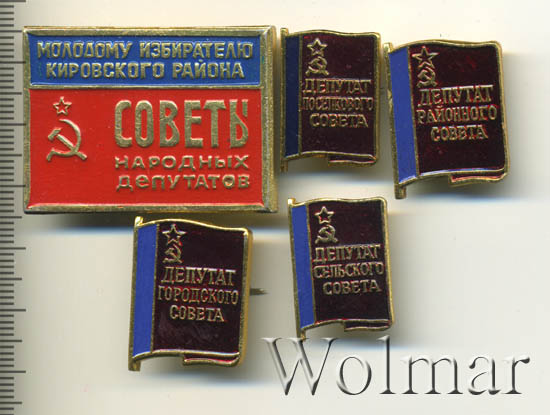 МОЛОДОМУ ИЗБИРАТЕЛЮ
КИРОВСКОГО РАЙОНА
СОВЕТЫ
НАРОДНЫХ
ДЕПУТАТОВ
ДЕПУТАТ
ПОСЕЛКОВОГО
СОВЕТА
ДЕПУТАТ
РАЙОННОГО
СОВЕТА
ДЕПУТАТ
ГОРОДСКОГО
СОВЕТА
ДЕПУТАТ
СЕЛЬСКОГО
СОВЕТА
Wolmar